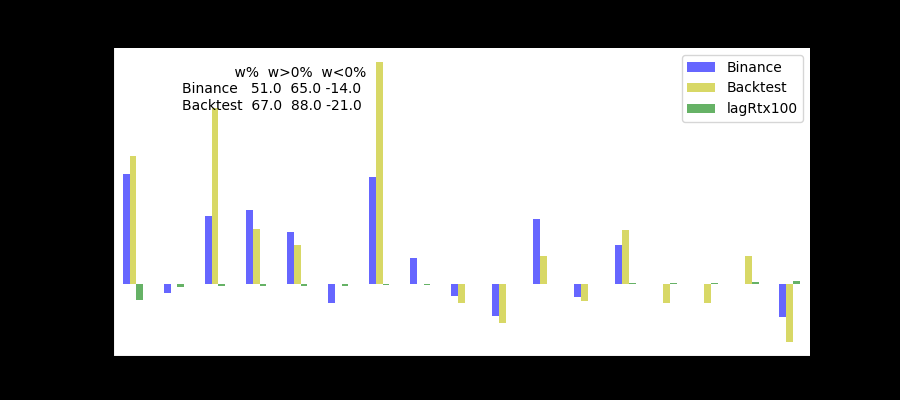 w% w>0% w<0%
Binance 51.0 65.0 -14.0
Backtest 67.0 88.0 -21.0
Binance
Backtest
lagRtx100